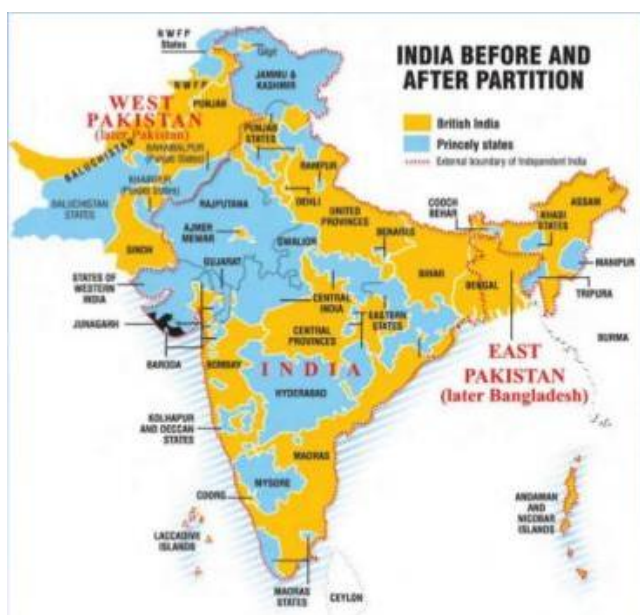 INDIA BEFORE AND
AFTER PARTITION
British India
Princely states
External boundary of Independent India
N W F P
States
Gilgit
JAMMU &
KASHMIR
N W F P
PUNJAB
WEST
PAKISTAN
(later Pakistan)
PUNJAB
STATES
BALUCHISTAN
BAHAWALPUR
(Punjab States)
KHAIRPUR
(Punjab States)
BALUCHISTAN
STATES
RAMPUR
DEHLI
RAJPUTANA
UNITED
PROVINCES
COOCH
BEHAR
ASSAM
KHASI
STATES
AJMER
MEWAR
SINDH
GWALIOR
BENARES
GUJARAT
BIHAR
BENGAL
MANIPUR
TRIPURA
STATES OF
WESTERN
INDIA
CENTRAL
INDIA
EASTERN
STATES
JUNAGARH
CENTRAL
PROVINCES
BURMA
EAST
PAKISTAN
(later Bangladesh)
BARODA
BOMBAY
INDIA
HYDERABAD
KOLHAPUR
AND DECCAN
STATES
MADRAS
MYSORE
COORG
ANDAMAN
AND
NICOBAR
ISLANDS
LACCADIVE
ISLANDS
MADRAS
STATES
CEYLON